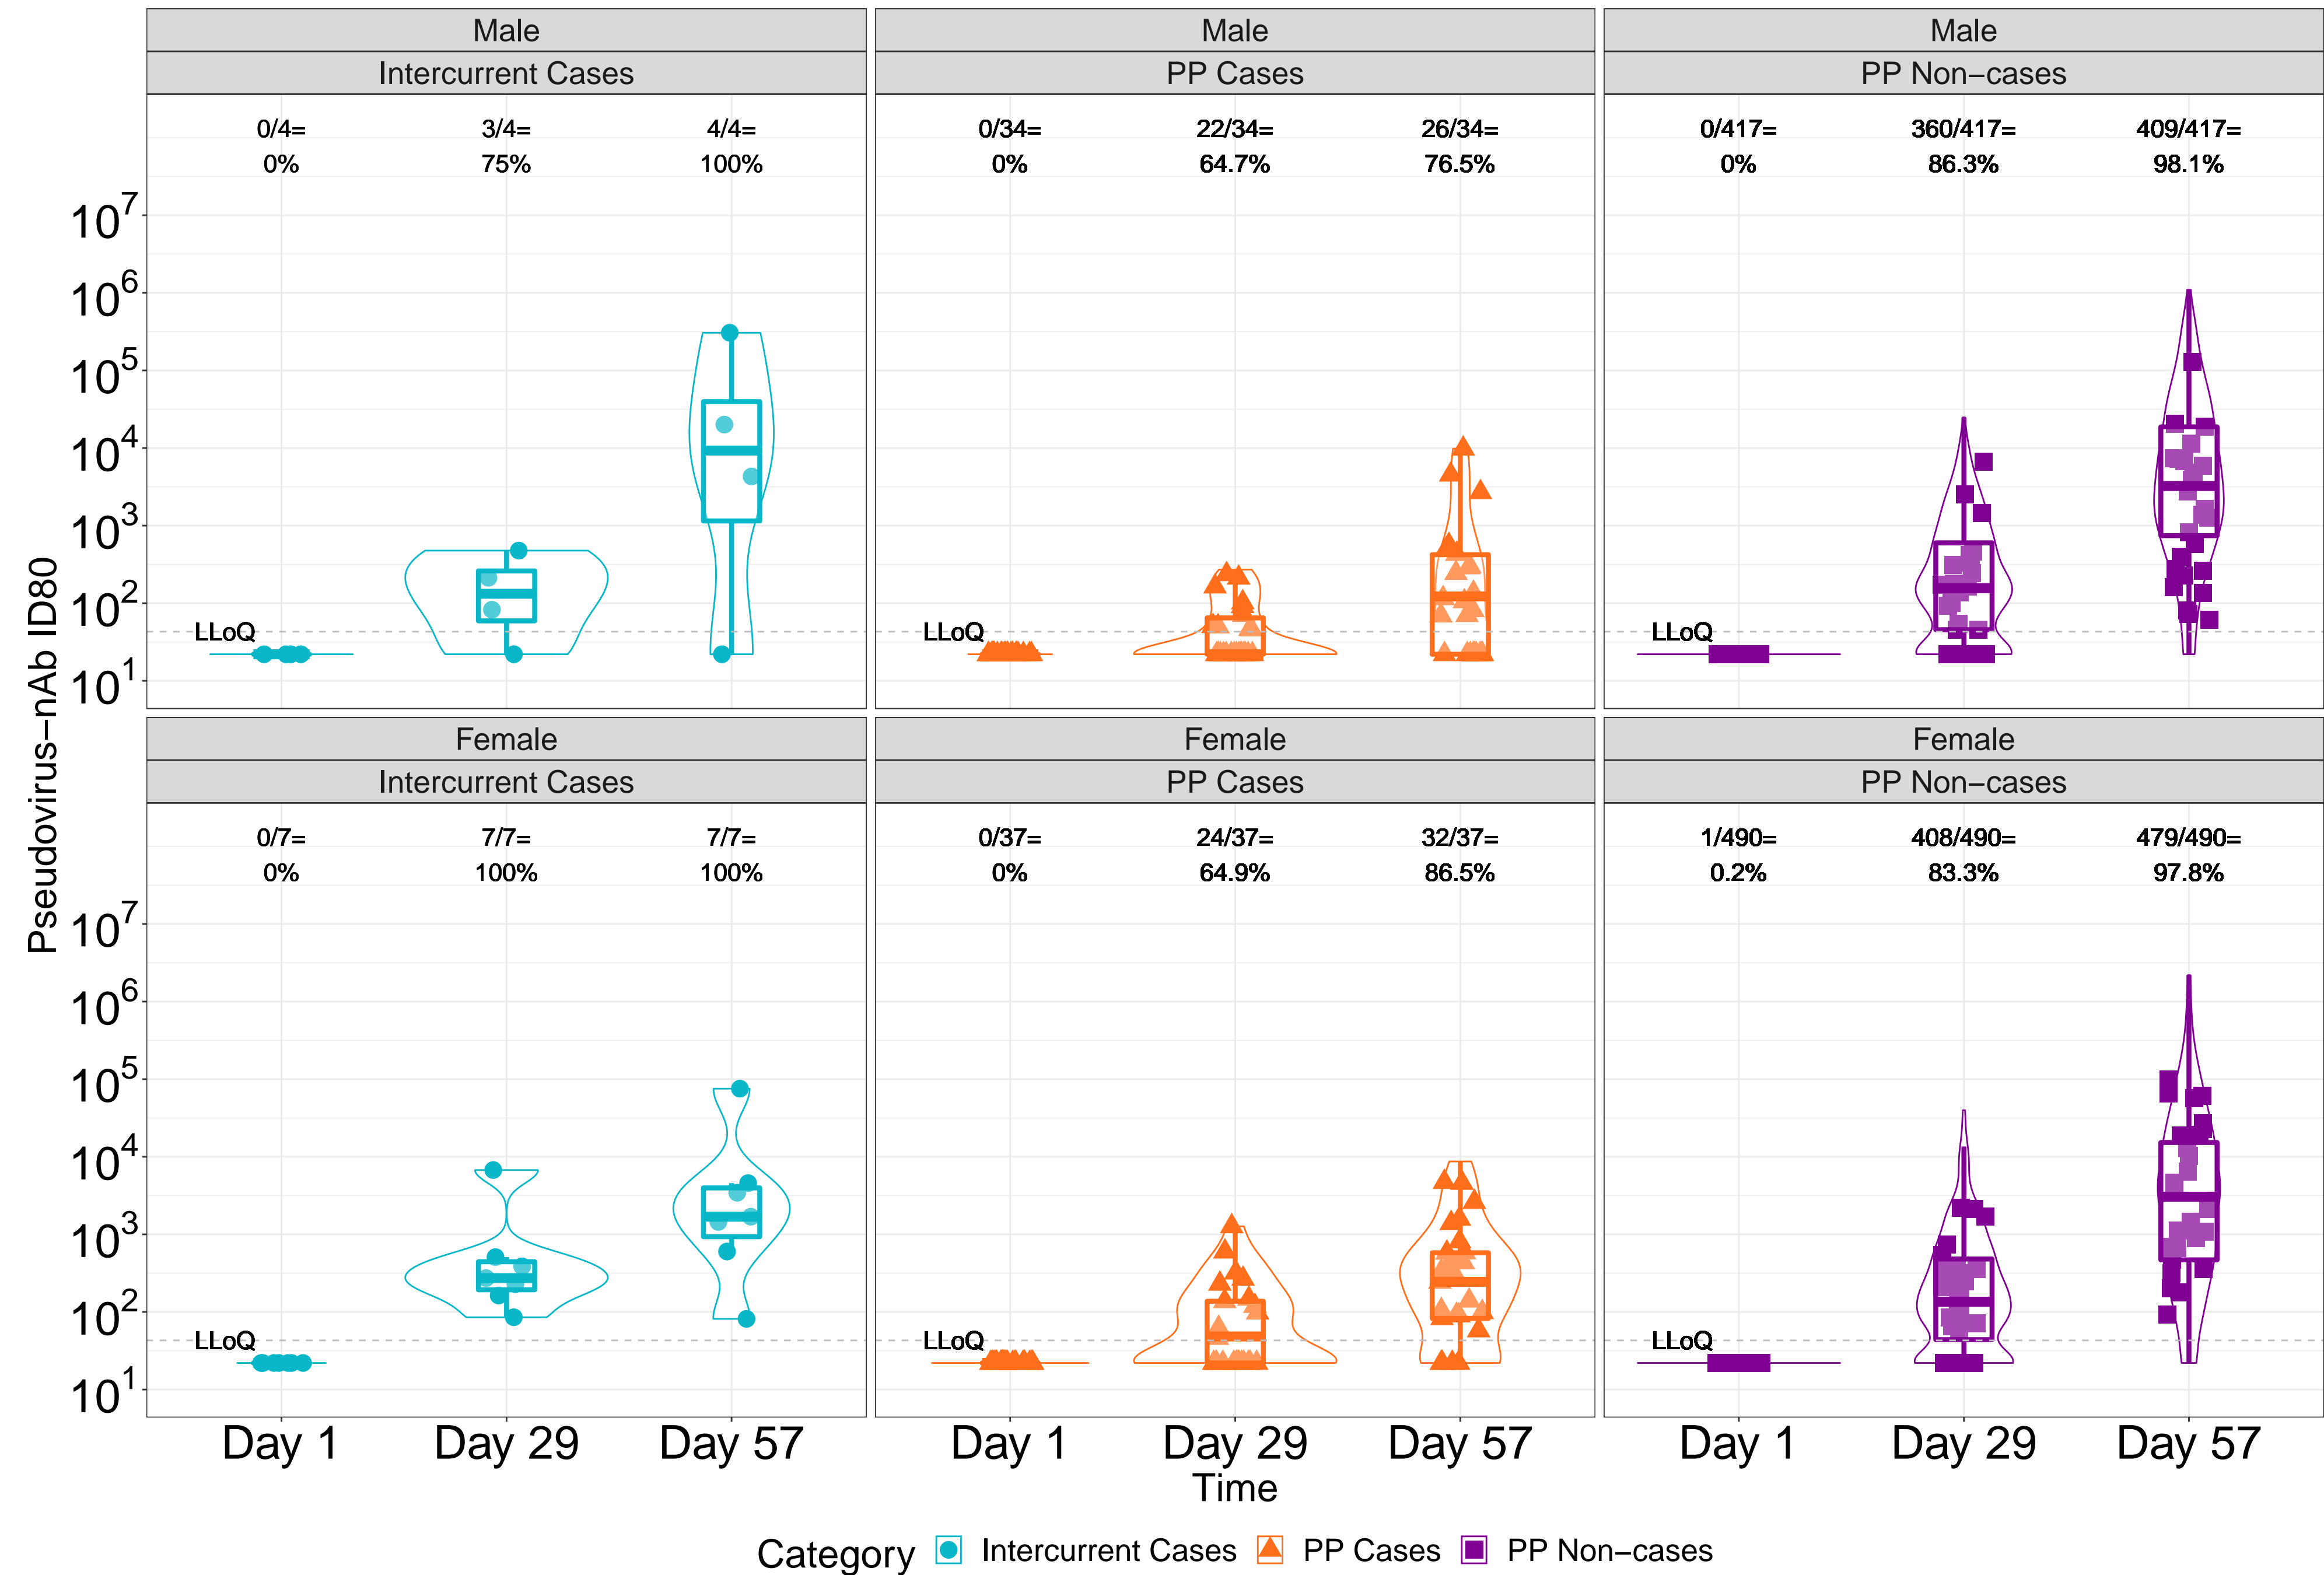 Male Male Male
Intercurrent Cases PP Cases PP Non−cases
0/4= 3/4= 4/4= 0/34= 22/34= 26/34= 0/417= 360/417= 409/417=
0% 75% 100% 0% 64.7% 76.5% 0% 86.3% 98.1%
10^7
10^6
10^5
10^4
10^3
10^2
LLoQ LLoQ LLoQ
10^1
Pseudovirus−nAb ID80
Female Female Female
Intercurrent Cases PP Cases PP Non−cases
0/7= 7/7= 7/7= 0/37= 24/37= 32/37= 1/490= 408/490= 479/490=
0% 100% 100% 0% 64.9% 86.5% 0.2% 83.3% 97.8%
10^7
10^6
10^5
10^4
10^3
10^2
LLoQ LLoQ LLoQ
10^1
Day 1 Day 29 Day 57 Day 1 Day 29 Day 57 Day 1 Day 29 Day 57
Time
Category Intercurrent Cases PP Cases PP Non−cases